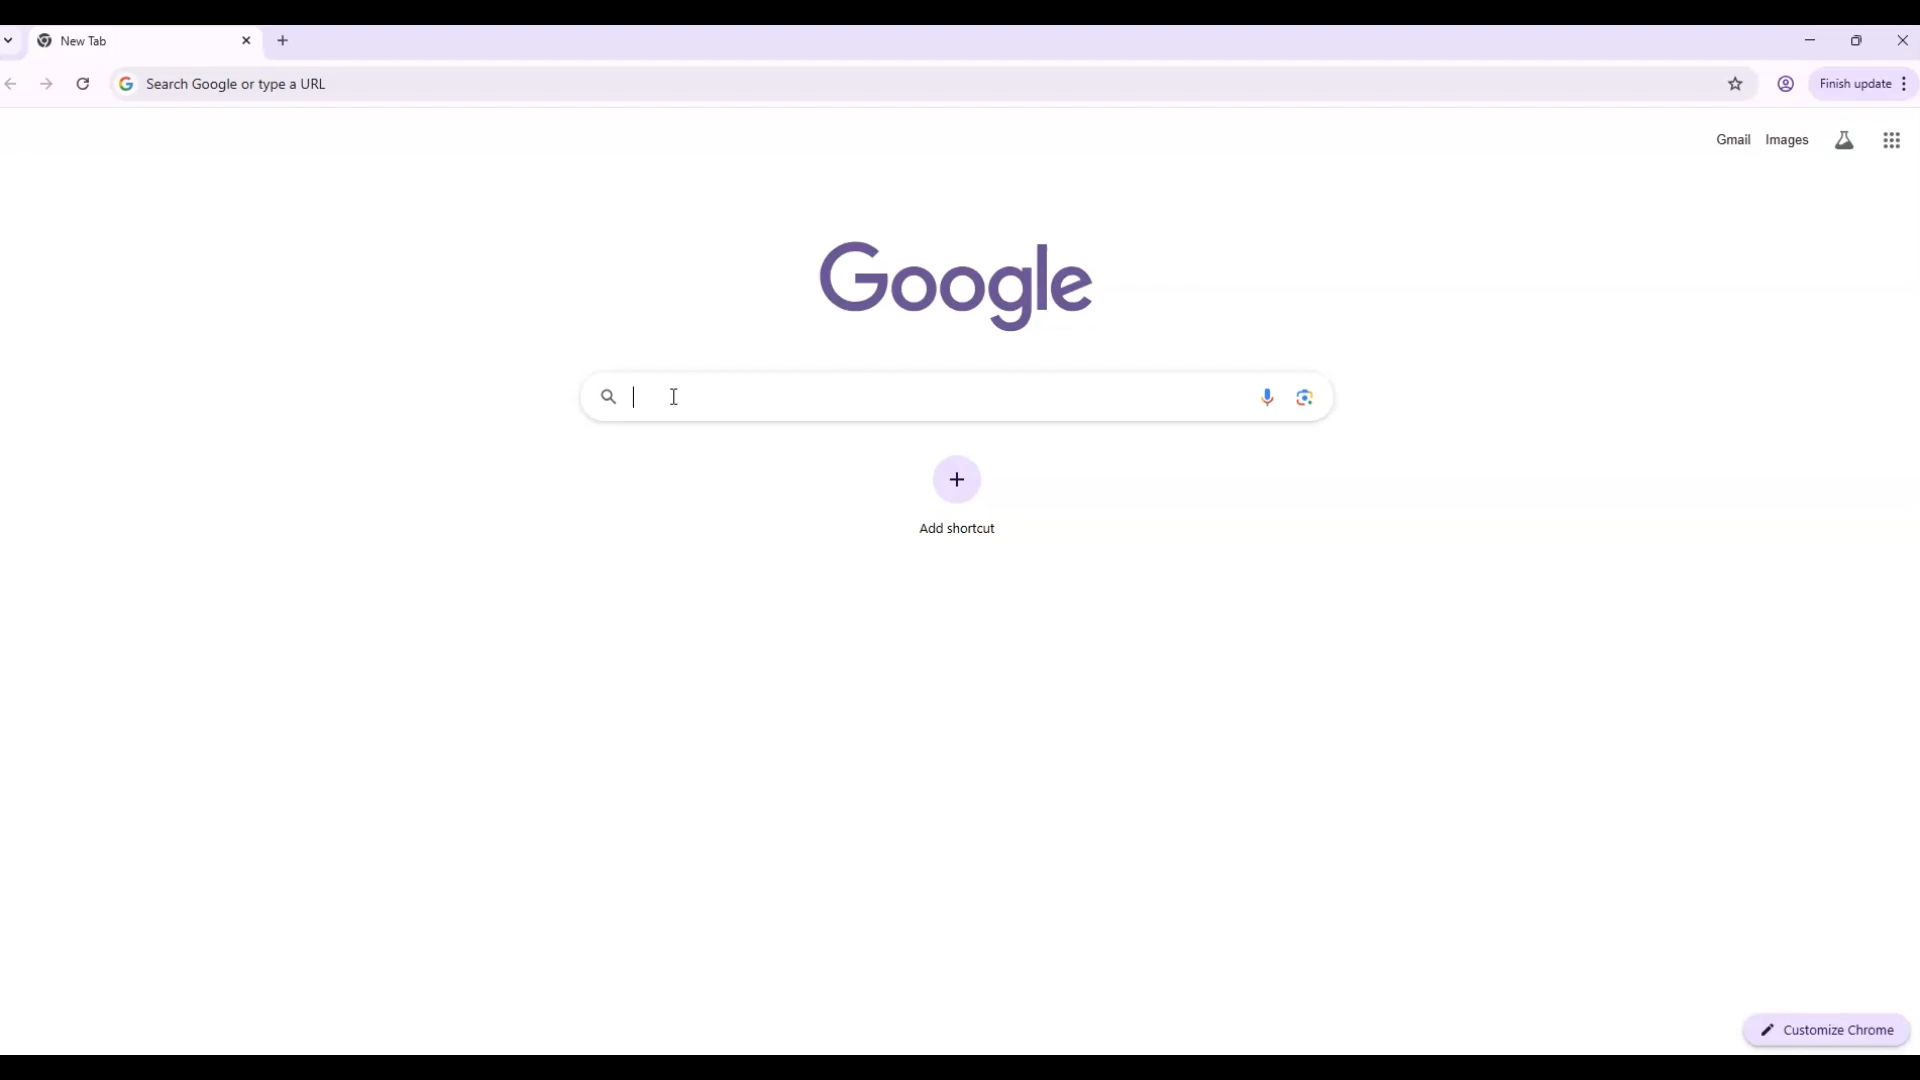 New Tab
Search Google or type a URL
Finish update
Gmail Images
Google
Add shortcut
Customize Chrome